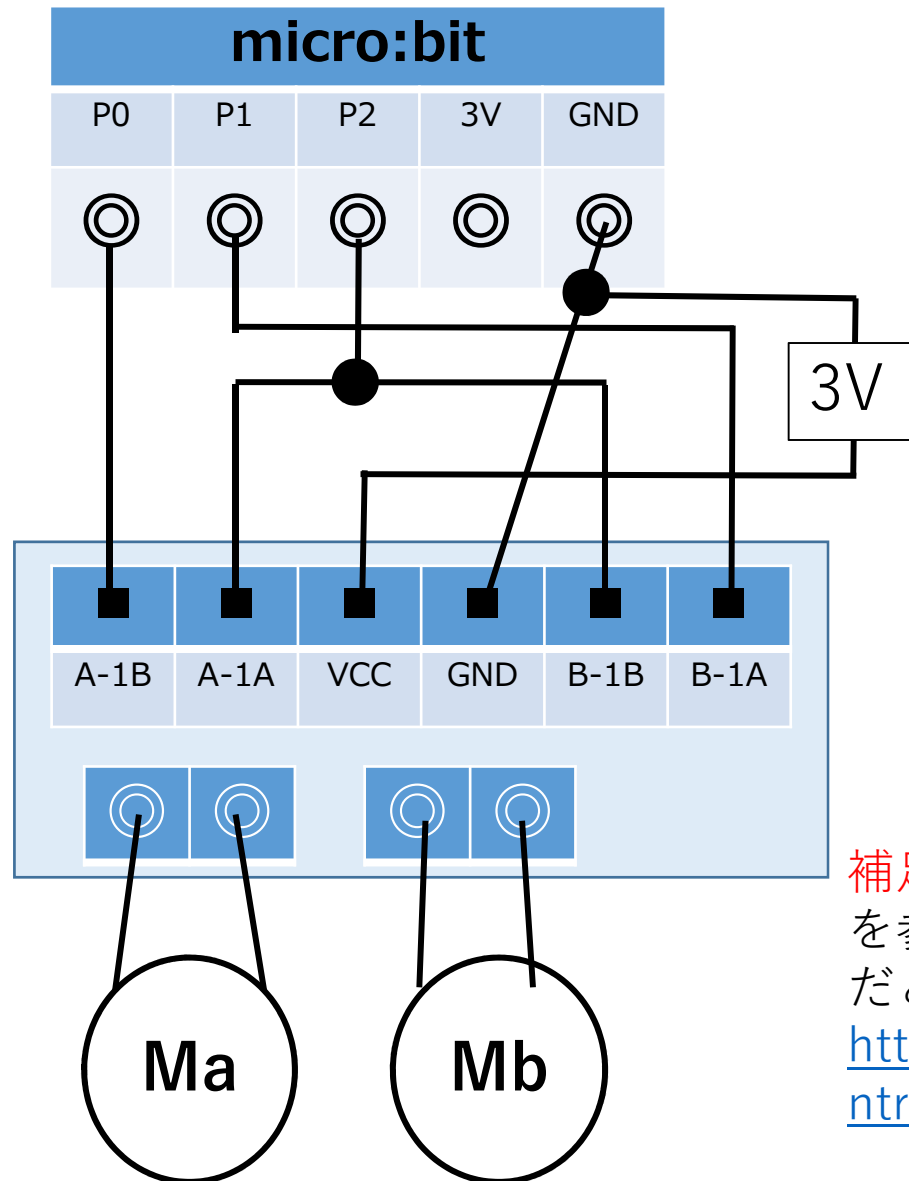 micro:bit
P0 P1 P2 3V GND
3V
A-1B A-1A VCC GND B-1B B-1A
補
を
だ
htt
ntr
Ma Mb